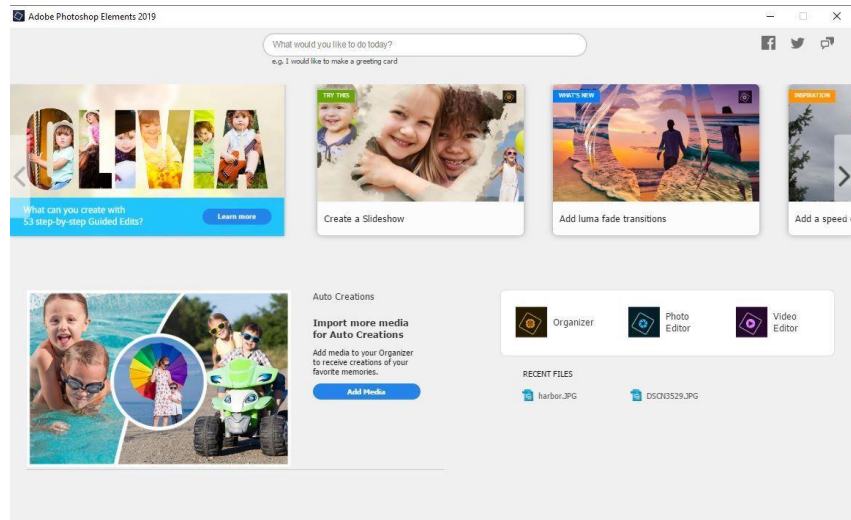 Adobe Photoshop Elements 2019
What would you like to do today?
e.g. I would like to make a greeting card
OLIVIA
What can you create with
53 step-by-step Guided Edits?
Learn more
TRY THIS
Create a Slideshow
WHAT'S NEW
Add luma fade transitions
INSPIRATION
Add a speed
Auto Creations
Import more media
for Auto Creations
Add media to your Organizer
to receive creations of your
favorite memories.
Add Media
Organizer
Photo
Editor
Video
Editor
RECENT FILES
harbor.JPG
DSCN3529.JPG